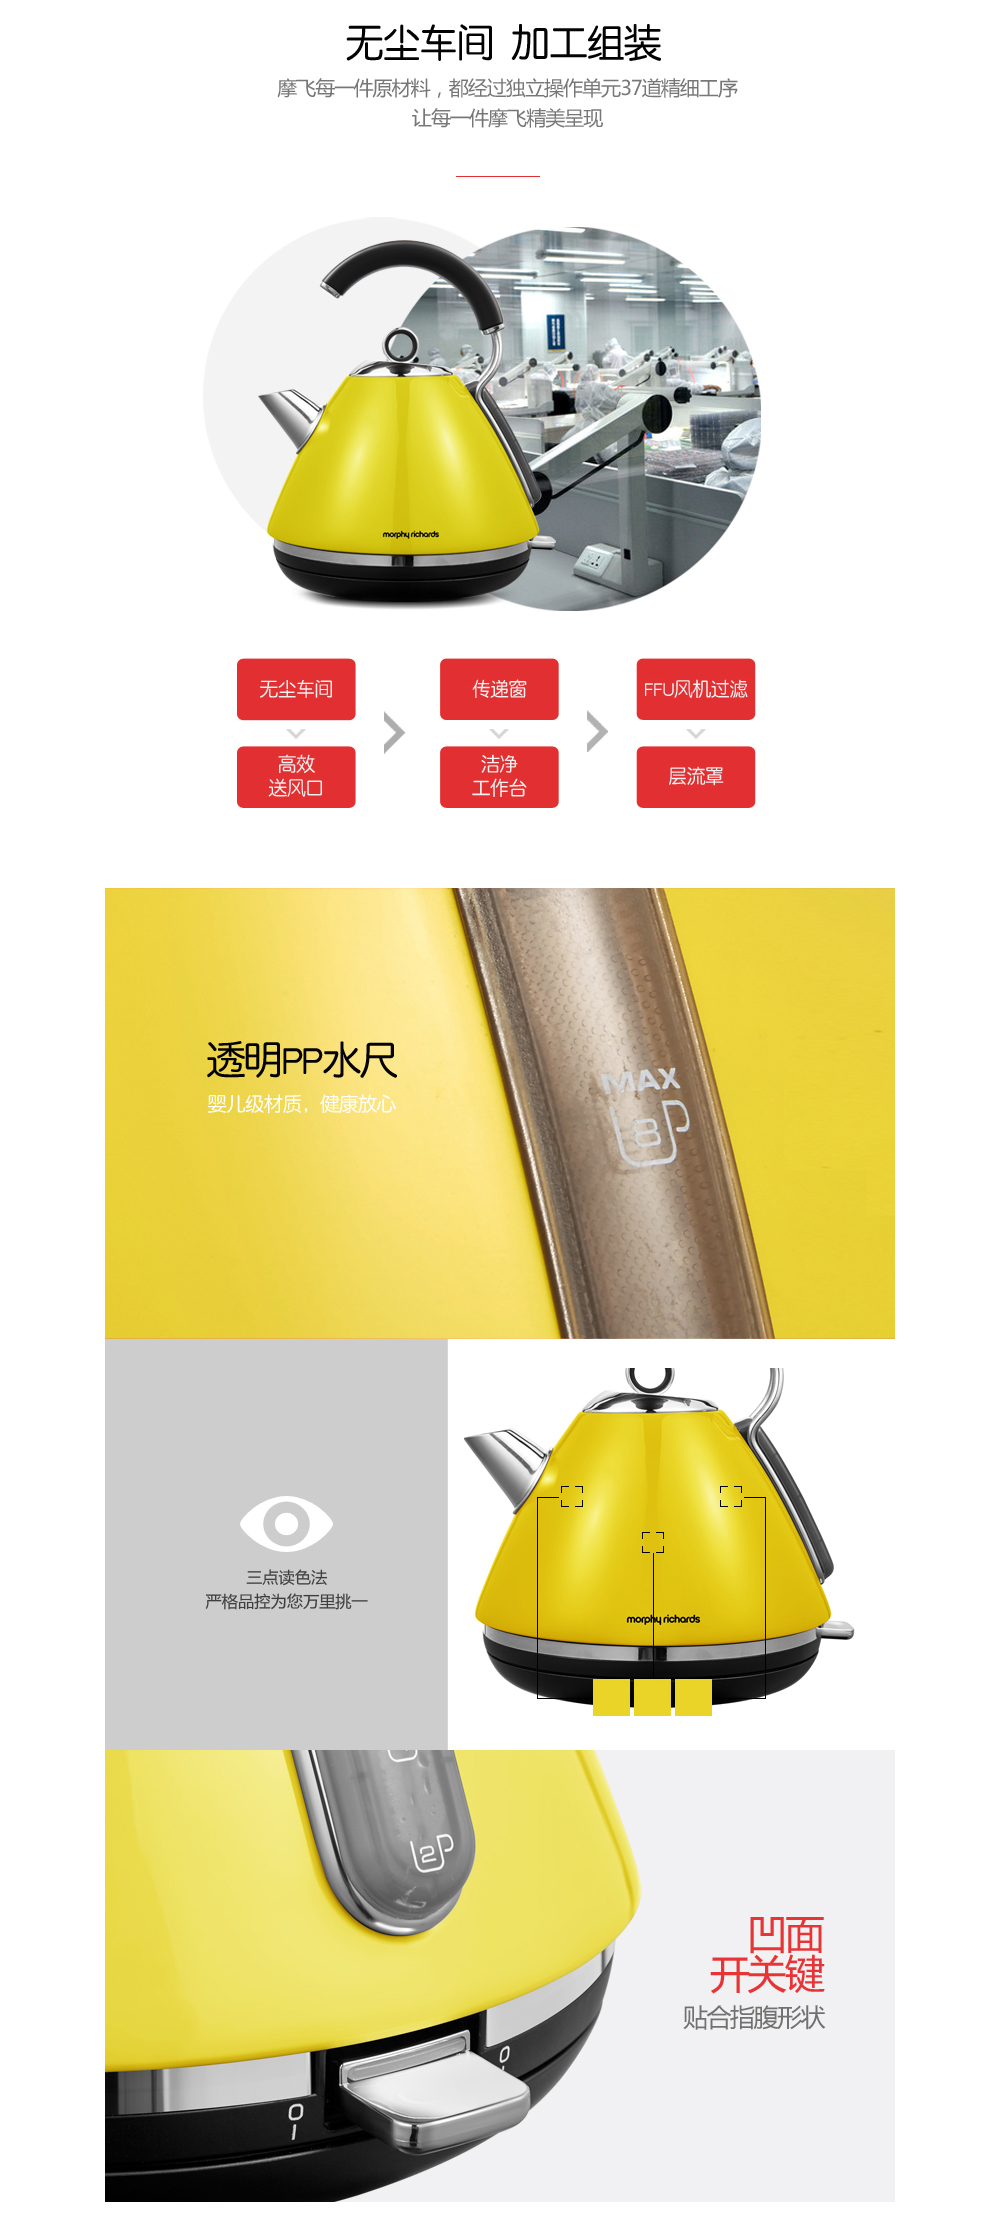 无尘车间 加工组装
摩飞每一件原材料，都经过独立操作单元37道精细工序
让每一件摩飞精美呈现
morphy richards
无尘车间
传递窗
FFU风机过滤
高效
送风口
洁净
工作台
层流罩
透明PP水尺
婴儿级材质，健康放心
MAX
8
三点读色法
严格品控为您万里挑一
morphy richards
2
凹面
开关键
贴合指腹形状
0
0
I